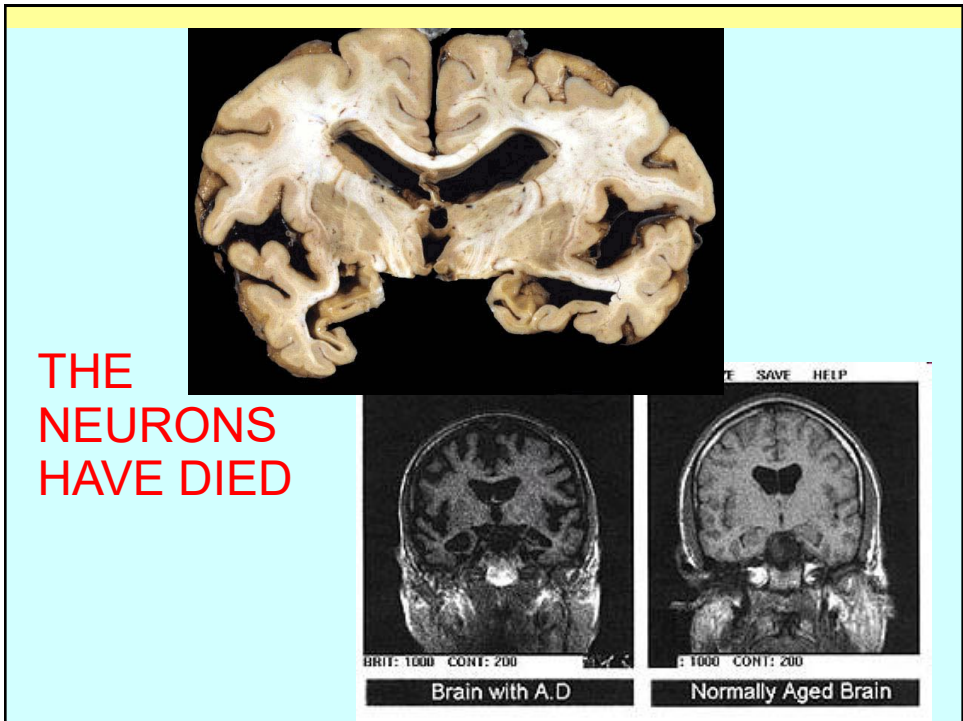 THE
NEURONS
HAVE DIED
SAVE HELP
BRIT: 1000 CONT: 200
: 1000 CONT: 200
Brain with A.D
Normally Aged Brain